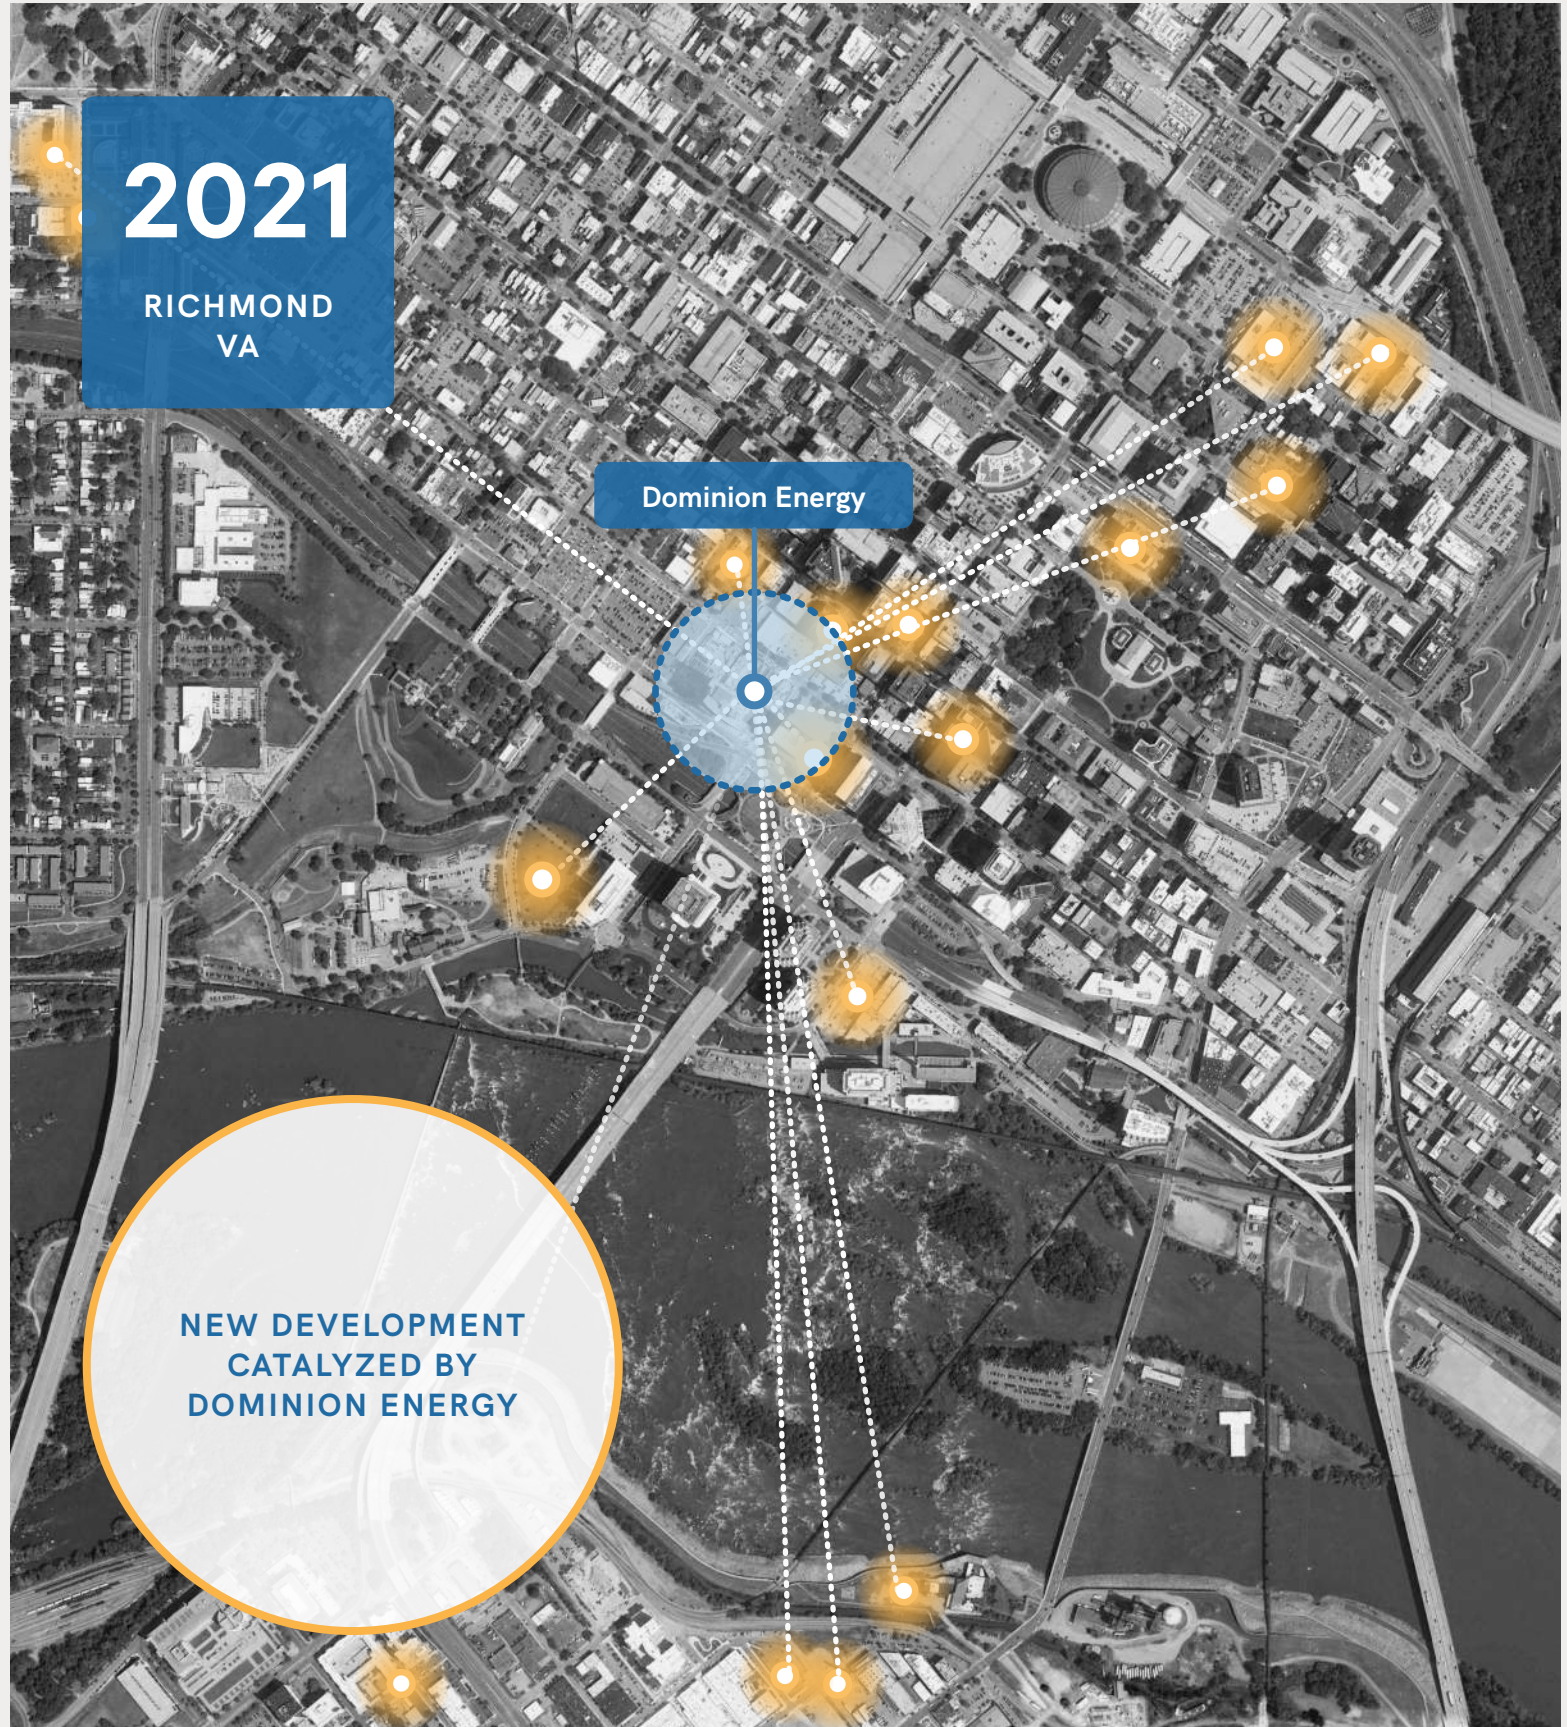 2021
RICHMOND
VA
Dominion Energy
NEW DEVELOPMENT
CATALYZED BY
DOMINION ENERGY